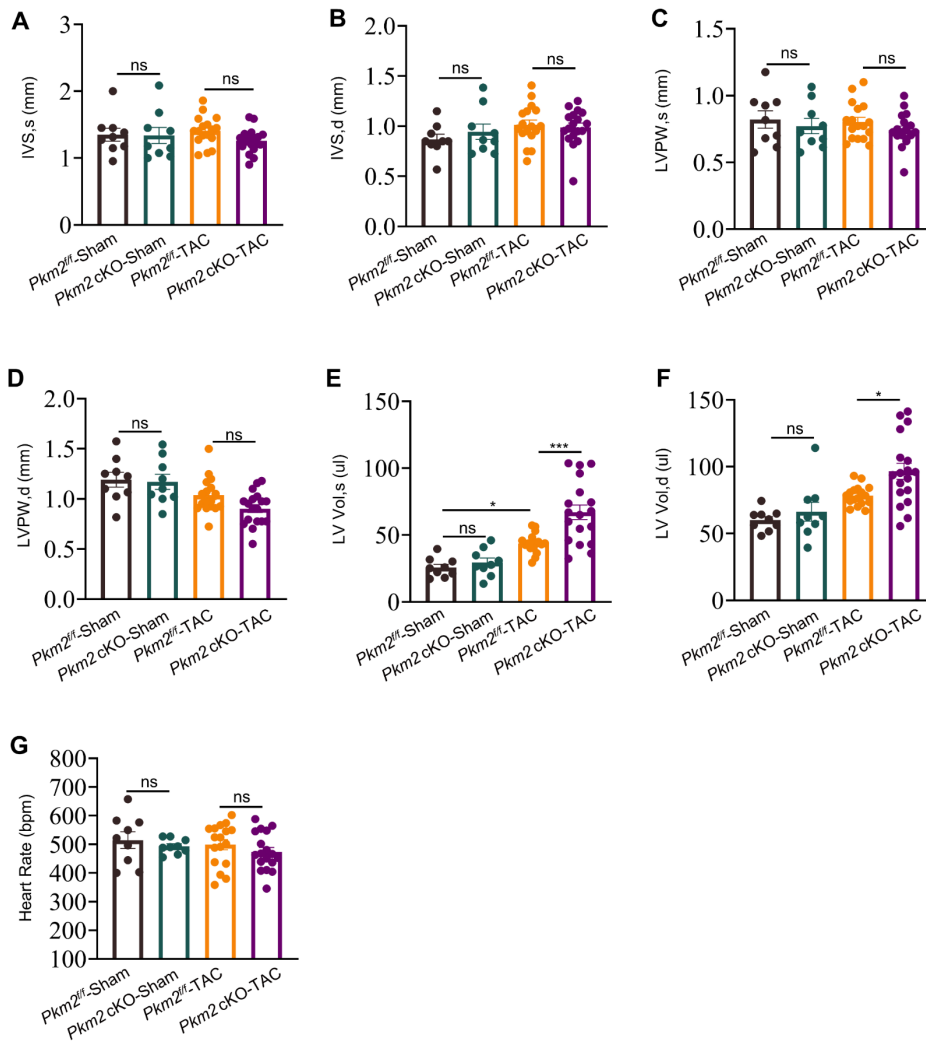 A
IVS,s (mm)
3
2
1
0
ns
ns
Pkm2f/f-Sham
Pkm2 cKO-Sham
Pkm2f/f-TAC
Pkm2 cKO-TAC
B
IVS,d (mm)
2.0
1.5
1.0
0.5
0.0
ns
ns
Pkm2f/f-Sham
Pkm2 cKO-Sham
Pkm2f/f-TAC
Pkm2 cKO-TAC
C
LVPW,s (mm)
1.5
1.0
0.5
0.0
ns
ns
Pkm2f/f-Sham
Pkm2 cKO-Sham
Pkm2f/f-TAC
Pkm2 cKO-TAC
D
LVPW,d (mm)
2.0
1.5
1.0
0.5
0.0
ns
ns
Pkm2f/f-Sham
Pkm2 cKO-Sham
Pkm2f/f-TAC
Pkm2 cKO-TAC
E
LV Vol,s (ul)
150
100
50
0
ns
*
***
Pkm2f/f-Sham
Pkm2 cKO-Sham
Pkm2f/f-TAC
Pkm2 cKO-TAC
F
LV Vol,d (ul)
150
100
50
0
ns
*
Pkm2f/f-Sham
Pkm2 cKO-Sham
Pkm2f/f-TAC
Pkm2 cKO-TAC
G
Heart Rate (bpm)
800
700
600
500
400
300
200
100
ns
ns
Pkm2f/f-Sham
Pkm2 cKO-Sham
Pkm2f/f-TAC
Pkm2 cKO-TAC